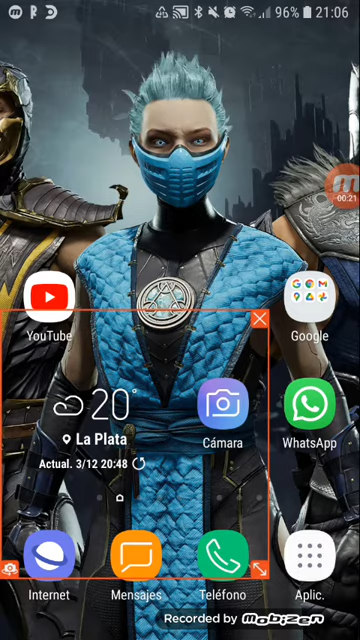 96% 21:06
00:21
YouTube
Google
20°
La Plata
Actual. 3/12 20:48
Cámara
WhatsApp
Internet
Mensajes
Teléfono
Aplic.
Recorded by mobizen